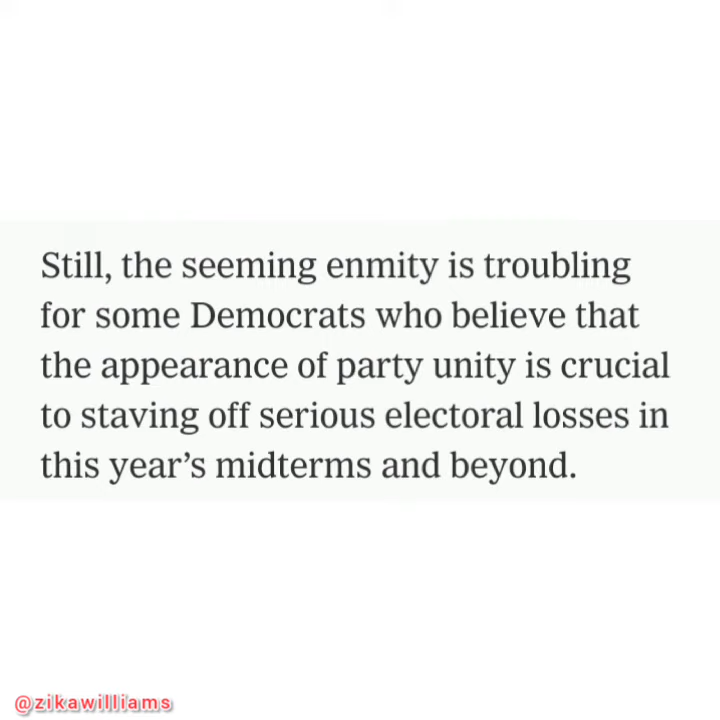 Still, the seeming enmity is troubling
for some Democrats who believe that
the appearance of party unity is crucial
to staving off serious electoral losses in
this year’s midterms and beyond.
@zikawilliams